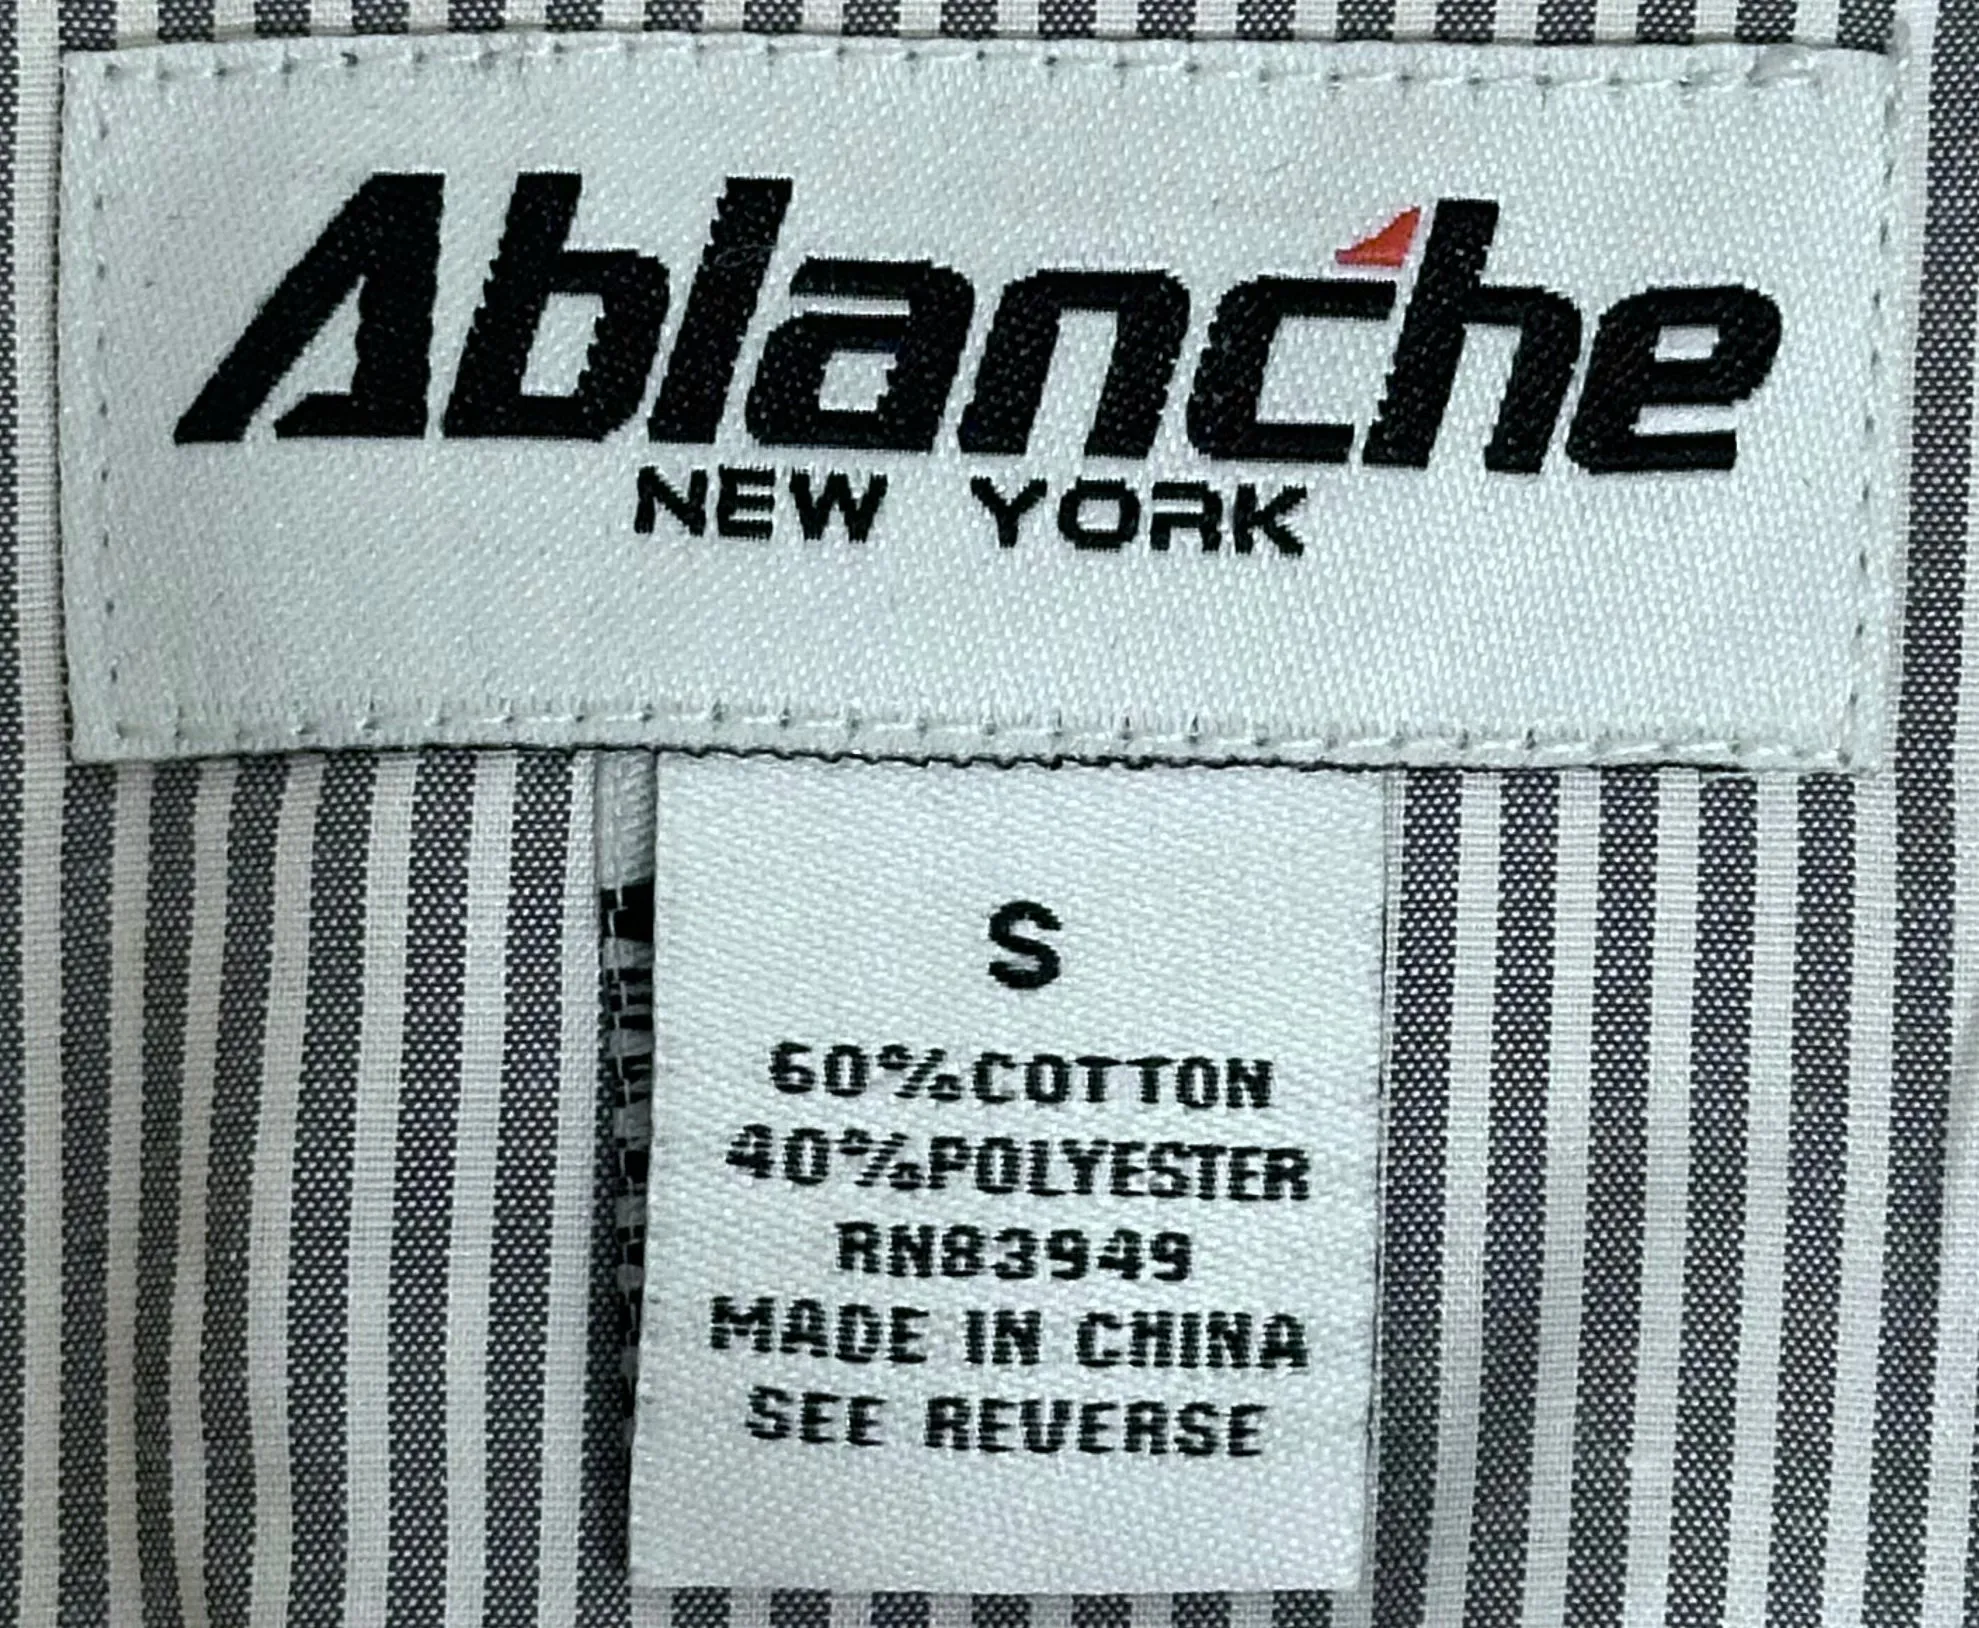 Ablanche
NEW YORK
S
60%COTTON
40%POLYESTER
RN83949
MADE IN CHINA
SEE REVERSE